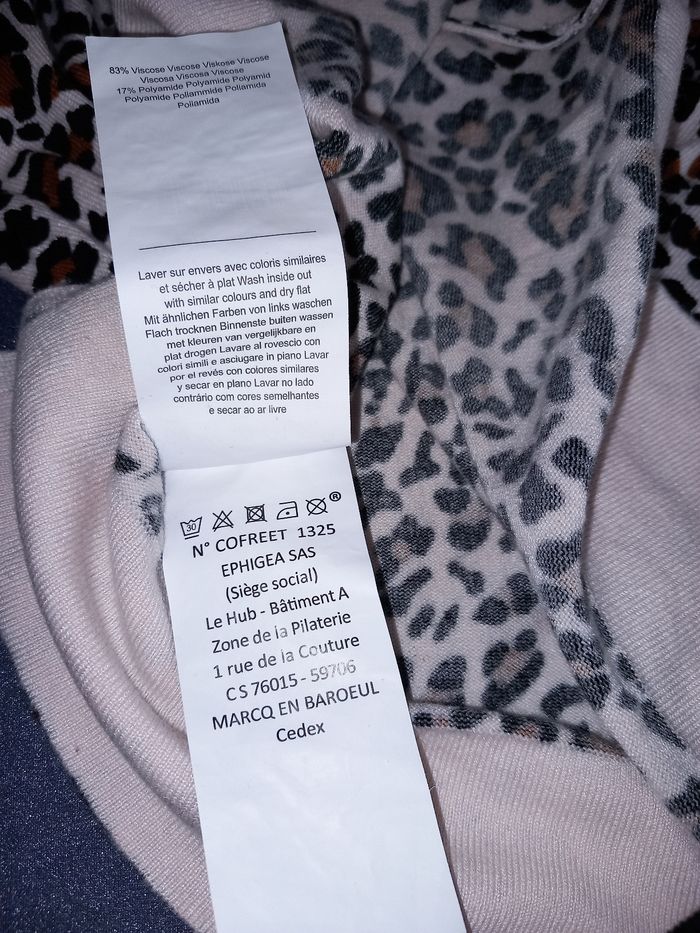 83% Viscose Viscose Viskose Viscose
Viscosa Viscosa Viscose
17% Polyamide Polyamide Polyamid
Polyamide Poliammide Poliamida
Poliamida
Laver sur envers avec coloris similaires
et sécher à plat Wash inside out
with similar colours and dry flat
Mit ähnlichen Farben von links waschen
Flach trocknen Binnenste buiten wassen
met kleuren van vergelijkbare en
plat drogen Lavare al rovescio con
colori simili e asciugare in piano Lavar
por el revés con colores similares
y secar en plano Lavar no lado
contrário com cores semelhantes
e secar ao ar livre
30 ®
N° COFREET 1325
EPHIGEA SAS
(Siège social)
Le Hub - Bâtiment A
Zone de la Pilaterie
1 rue de la Couture
CS 76015 - 59706
MARCQ EN BAROEUL
Cedex